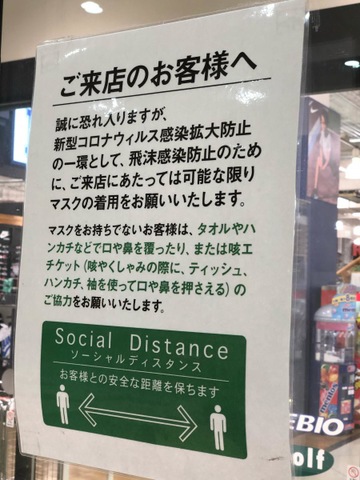 ご来店のお客様へ
誠に恐れ入りますが、
新型コロナウィルス感染拡大防止
の一環として、飛沫感染防止のため
に、ご来店にあたっては可能な限り
マスクの着用をお願いいたします。
マスクをお持ちでないお客様は、タオルやハ
ンカチなどで口や鼻を覆ったり、または咳エ
チケット(咳やくしゃみの際に、ティッシュ、
ハンカチ、袖を使って口や鼻を押さえる)の
ご協力をお願いいたします。
Social Distance
ソーシャルディスタンス
お客様との安全な距離を保ちます
EBIO
olf